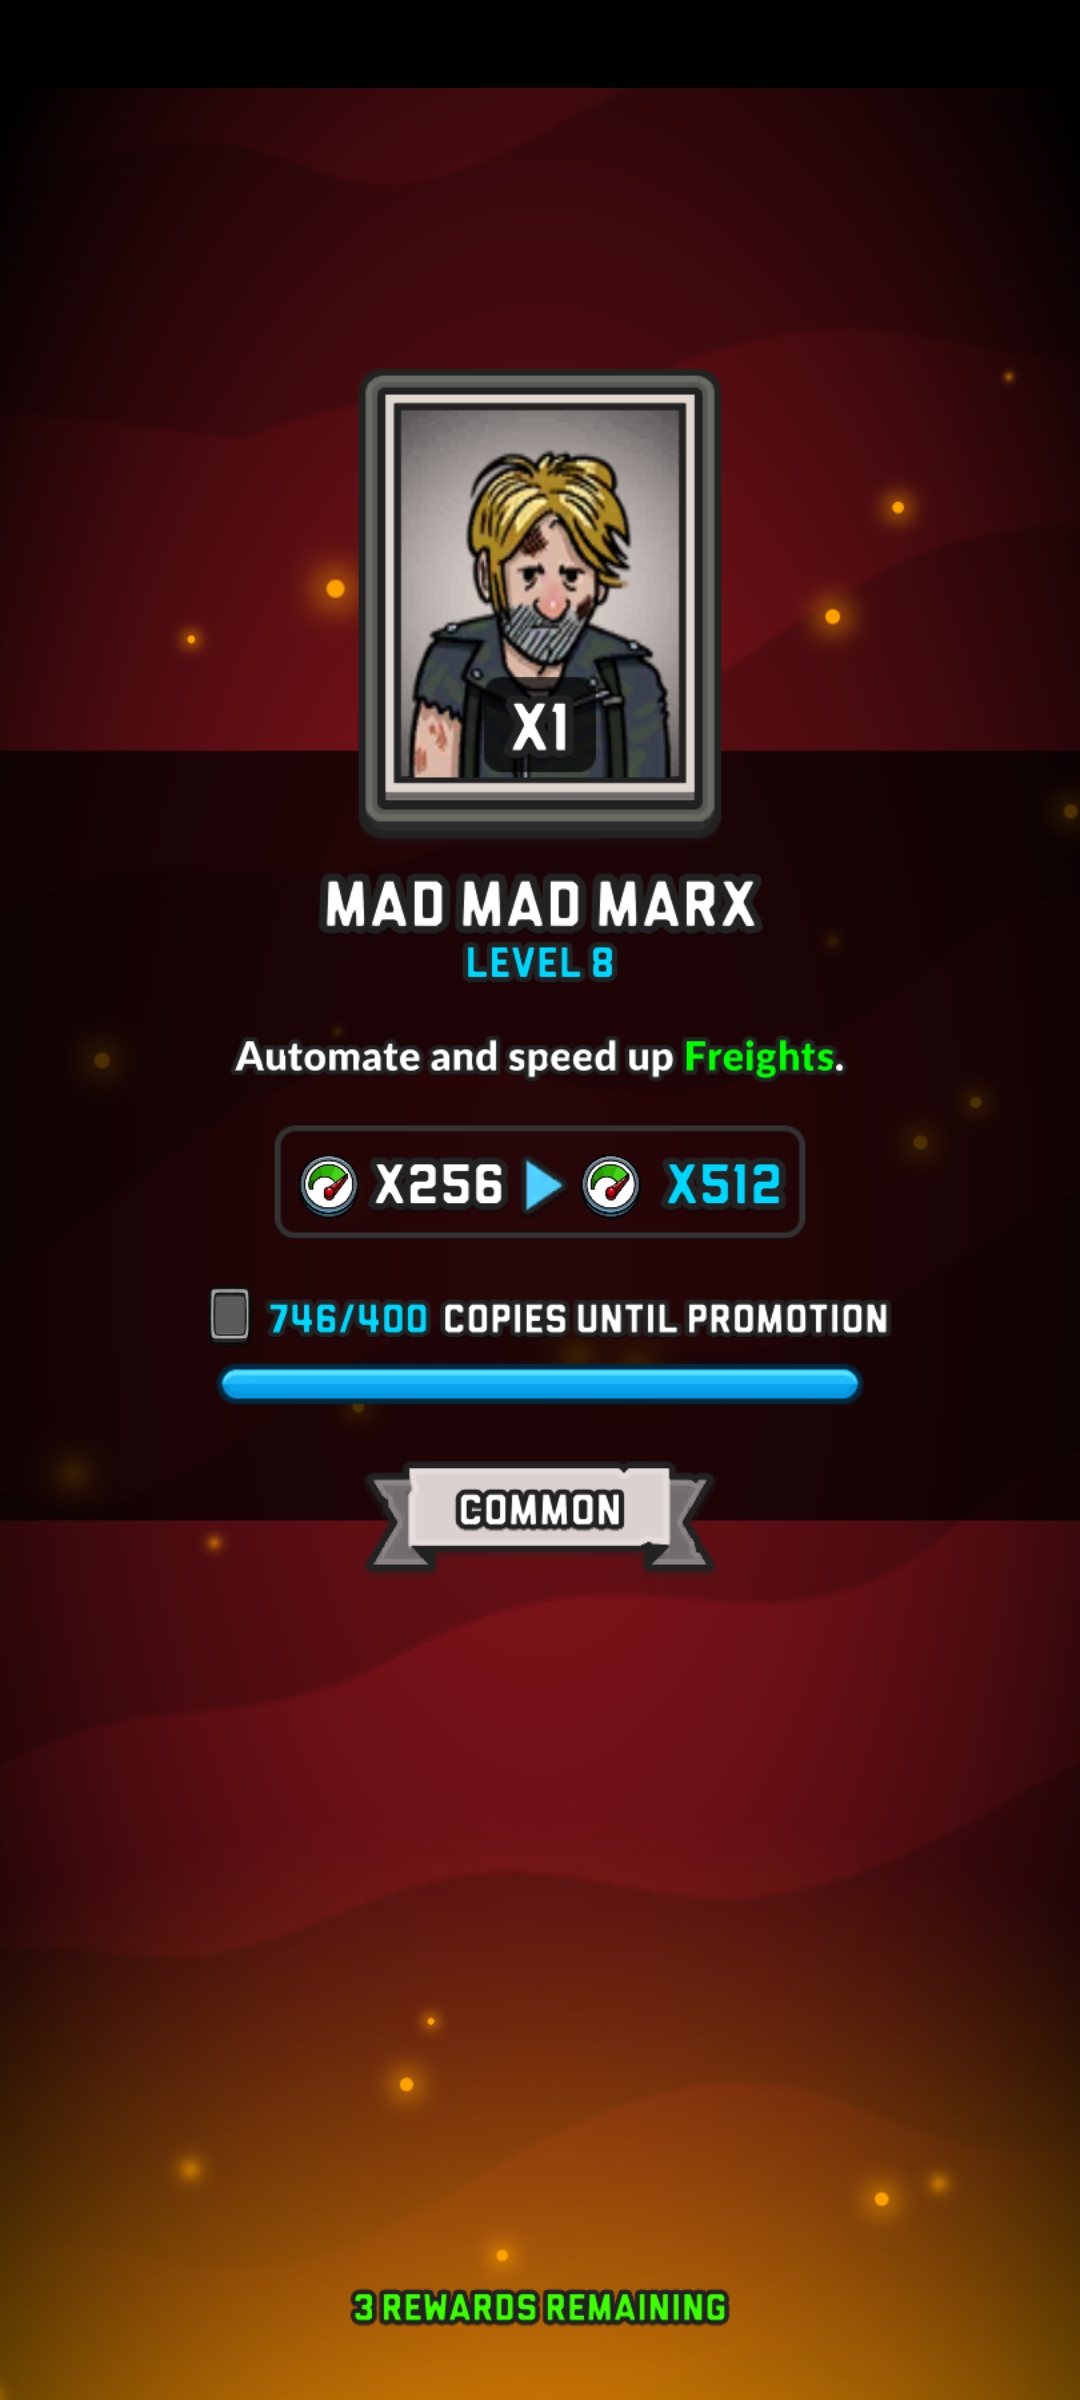 X1
MAD MAD MARX
LEVEL 8
Automate and speed up Freights.
X256 X512
746/400 COPIES UNTIL PROMOTION
COMMON
3 REWARDS REMAINING